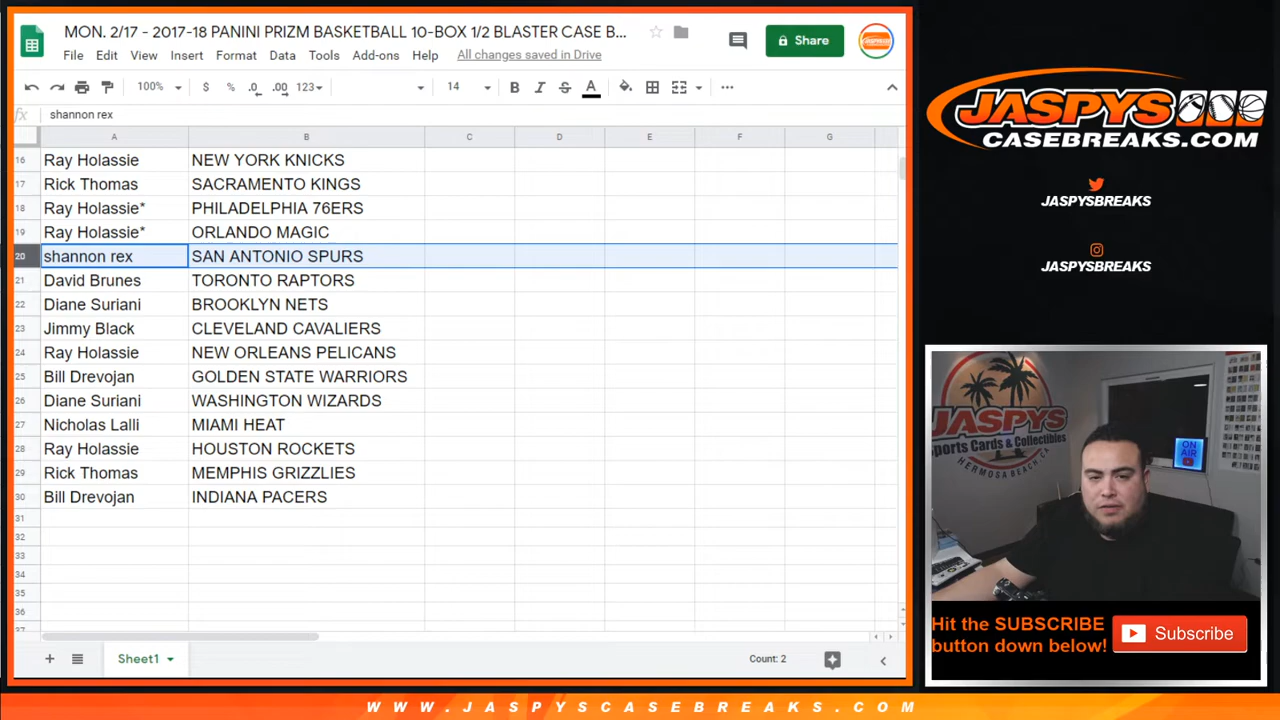 MON. 2/17 - 2017-18 PANINI PRIZM BASKETBALL 10-BOX 1/2 BLASTER CASE B...
Share
File Edit View Insert Format Data Tools Add-ons Help All changes saved in Drive
100% $ % .0 .00 123 14 B I S A ...
fx shannon rex
A B C D E F G
16 Ray Holassie NEW YORK KNICKS
17 Rick Thomas SACRAMENTO KINGS
18 Ray Holassie* PHILADELPHIA 76ERS
19 Ray Holassie* ORLANDO MAGIC
20 shannon rex SAN ANTONIO SPURS
21 David Brunes TORONTO RAPTORS
22 Diane Suriani BROOKLYN NETS
23 Jimmy Black CLEVELAND CAVALIERS
24 Ray Holassie NEW ORLEANS PELICANS
25 Bill Drevojan GOLDEN STATE WARRIORS
26 Diane Suriani WASHINGTON WIZARDS
27 Nicholas Lalli MIAMI HEAT
28 Ray Holassie HOUSTON ROCKETS
29 Rick Thomas MEMPHIS GRIZZLIES
30 Bill Drevojan INDIANA PACERS
31
32
33
34
35
36
37
Sheet1
Count: 2
JASPYS
CASEBREAKS.COM
JASPYSBREAKS
JASPYSBREAKS
JASPYS
Sports Cards & Collectibles
HERMOSA BEACH CA
ON
AIR
Hit the SUBSCRIBE
button down below!
Subscribe
WWW.JASPYSCASEBREAKS.COM